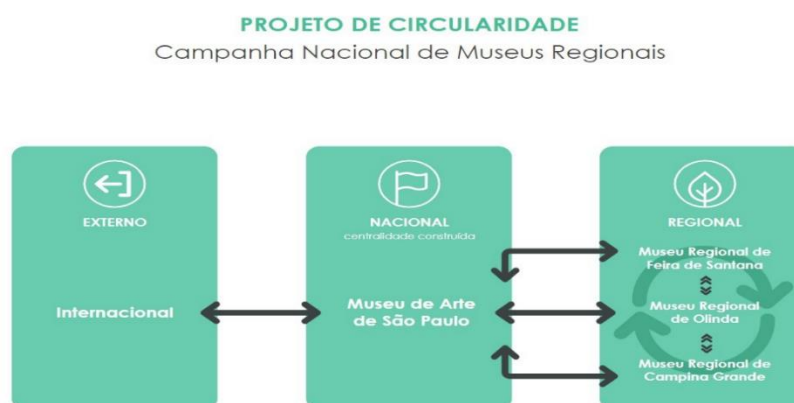 PROJETO DE CIRCULARIDADE
Campanha Nacional de Museus Regionais
EXTERNO
Internacional
NACIONAL
centralidade construída
Museu de Arte
de São Paulo
REGIONAL
Museu Regional de
Feira de Santana
Museu Regional
de Olinda
Museu Regional de
Campina Grande